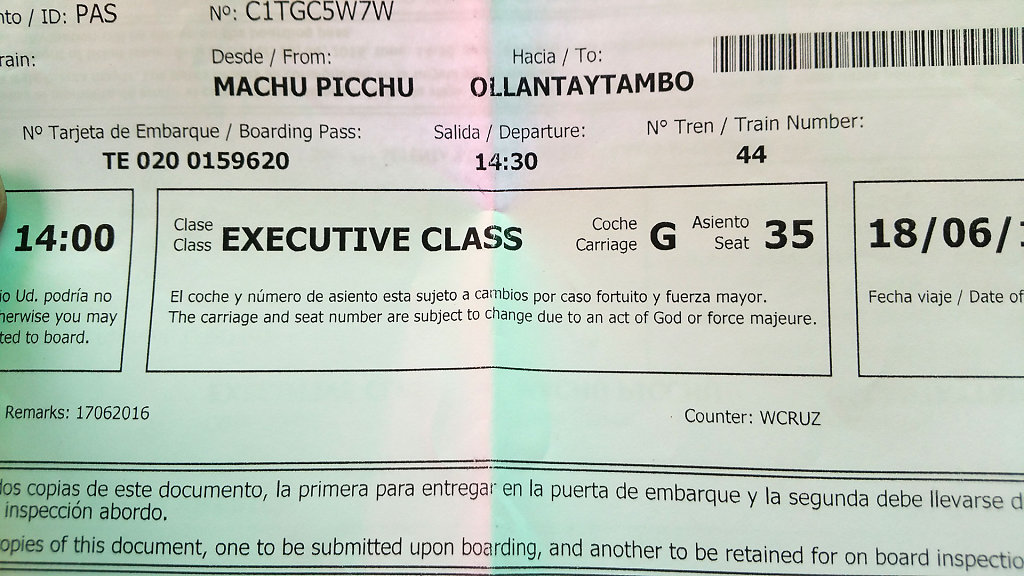 nto / ID: PAS Nº: C1TGC5W7W
rain: Desde / From: Hacia / To:
MACHU PICCHU OLLANTAYTAMBO
Nº Tarjeta de Embarque / Boarding Pass: Salida / Departure: Nº Tren / Train Number:
TE 020 0159620 14:30 44
14:00 Clase Class EXECUTIVE CLASS Coche Carriage G Asiento Seat 35 18/06/
io Ud. podría no El coche y número de asiento esta sujeto a cambios por caso fortuito y fuerza mayor. Fecha viaje / Date of
herwise you may The carriage and seat number are subject to change due to an act of God or force majeure.
ted to board.
Remarks: 17062016 Counter: WCRUZ
los copias de este documento, la primera para entregar en la puerta de embarque y la segunda debe llevarse d
inspección abordo.
opies of this document, one to be submitted upon boarding, and another to be retained for on board inspectio